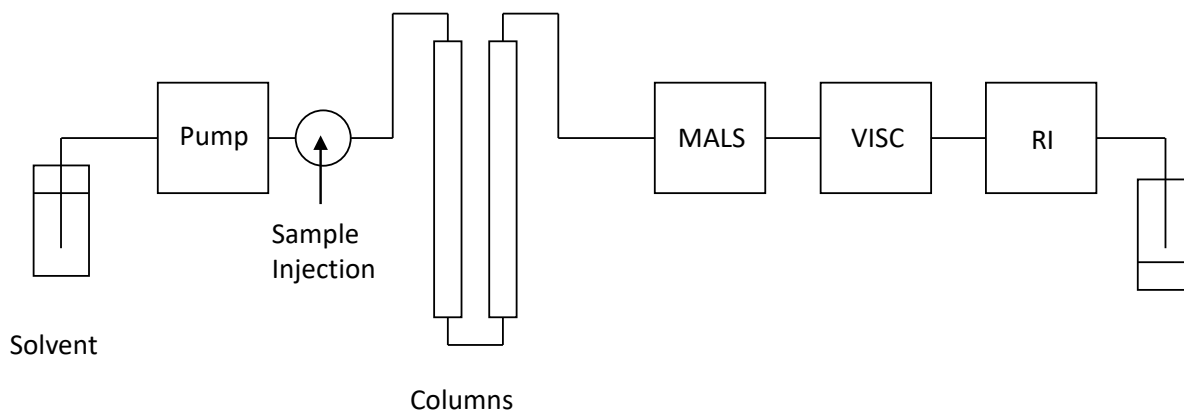 Pump
MALS
VISC
RI
Sample
Injection
Solvent
Columns